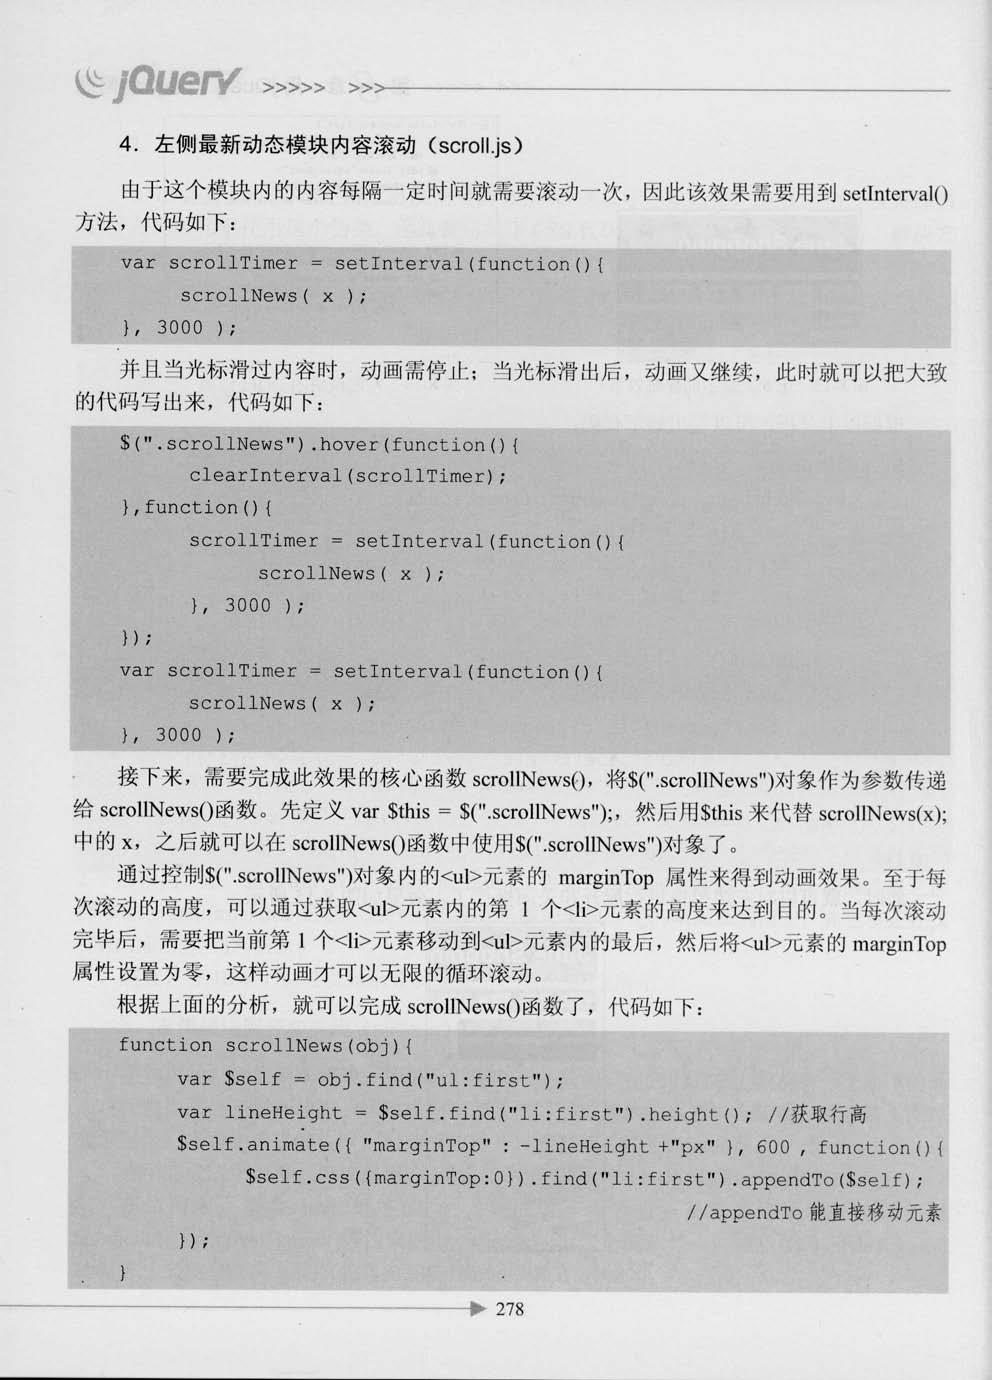 jQuery >>>>> >>>
4．左侧最新动态模块内容滚动（scroll.js）
由于这个模块内的内容每隔一定时间就需要滚动一次，因此该效果需要用到 setInterval()
方法，代码如下：
var scrollTimer = setInterval(function(){
scrollNews( x );
}, 3000 );
并且当光标滑过内容时，动画需停止；当光标滑出后，动画又继续，此时就可以把大致
的代码写出来，代码如下：
$(".scrollNews").hover(function(){
clearInterval(scrollTimer);
},function(){
scrollTimer = setInterval(function(){
scrollNews( x );
}, 3000 );
});
var scrollTimer = setInterval(function(){
scrollNews( x );
}, 3000 );
接下来，需要完成此效果的核心函数 scrollNews()，将$(".scrollNews")对象作为参数传递
给 scrollNews()函数。先定义 var $this = $(".scrollNews");，然后用$this 来代替 scrollNews(x);
中的 x，之后就可以在 scrollNews()函数中使用$(".scrollNews")对象了。
通过控制$(".scrollNews")对象内的<ul>元素的 marginTop 属性来得到动画效果。至于每
次滚动的高度，可以通过获取<ul>元素内的第 1 个<li>元素的高度来达到目的。当每次滚动
完毕后，需要把当前第 1 个<li>元素移动到<ul>元素内的最后，然后将<ul>元素的 marginTop
属性设置为零，这样动画才可以无限的循环滚动。
根据上面的分析，就可以完成 scrollNews()函数了，代码如下：
function scrollNews(obj){
var $self = obj.find("ul:first");
var lineHeight = $self.find("li:first").height(); //获取行高
$self.animate({ "marginTop" : -lineHeight +"px" }, 600 , function(){
$self.css({marginTop:0}).find("li:first").appendTo($self);
//appendTo 能直接移动元素
});
}
278